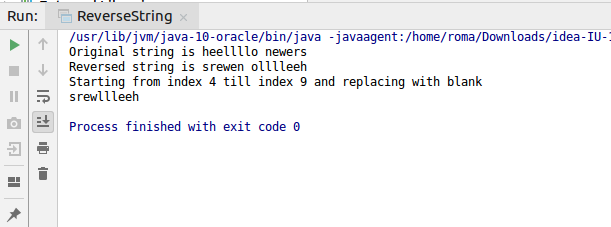 Run: ReverseString
/usr/lib/jvm/java-10-oracle/bin/java -javaagent:/home/roma/Downloads/idea-IU-1
Original string is heellllo newers
Reversed string is srewen olllleeh
Starting from index 4 till index 9 and replacing with blank
srewllleeh
Process finished with exit code 0